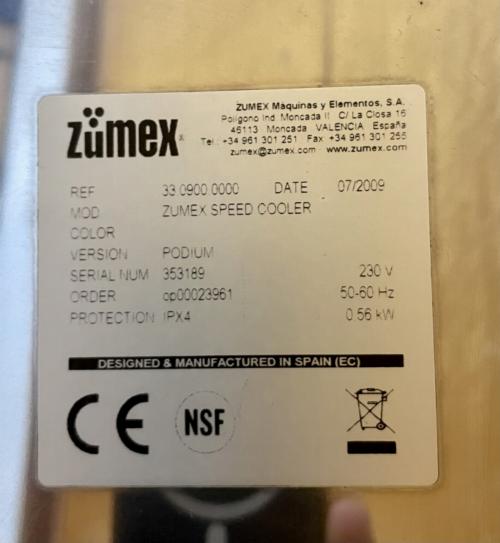 zümex
ZUMEX Máquinas y Elementos, S.A.
Polígono Ind. Moncada II C/ La Closa 16
46113 Moncada VALENCIA España
Tel.: +34 961 301 251 Fax +34 961 301 255
zumex@zumex.com www.zumex.com
REF 33.0900.0000 DATE 07/2009
MOD ZUMEX SPEED COOLER
COLOR
VERSION PODIUM
SERIAL NUM 353189 230 V
ORDER op00023961 50-60 Hz
PROTECTION IPX4 0.56 kW
DESIGNED & MANUFACTURED IN SPAIN (EC)
CE NSF